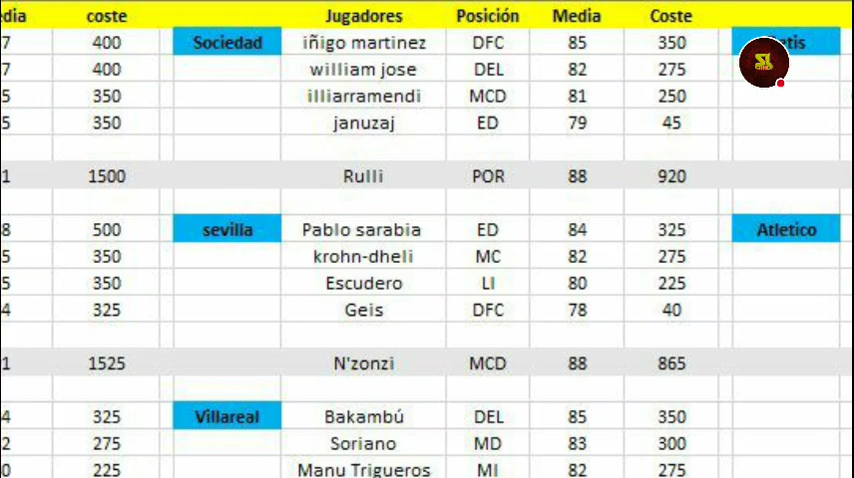 coste Jugadores Posición Media Coste
7 400 Sociedad iñigo martinez DFC 85 350
7 400 william jose DEL 82 275
5 350 illiarramendi MCD 81 250
5 350 januzaj ED 79 45
1 1500 Rulli POR 88 920
8 500 sevilla Pablo sarabia ED 84 325 Atletico
5 350 krohn-dheli MC 82 275
5 350 Escudero LI 80 225
4 325 Geis DFC 78 40
1 1525 N'zonzi MCD 88 865
4 325 Villareal Bakambú DEL 85 350
2 275 Soriano MD 83 300
0 225 Manu Trigueros MI 82 275